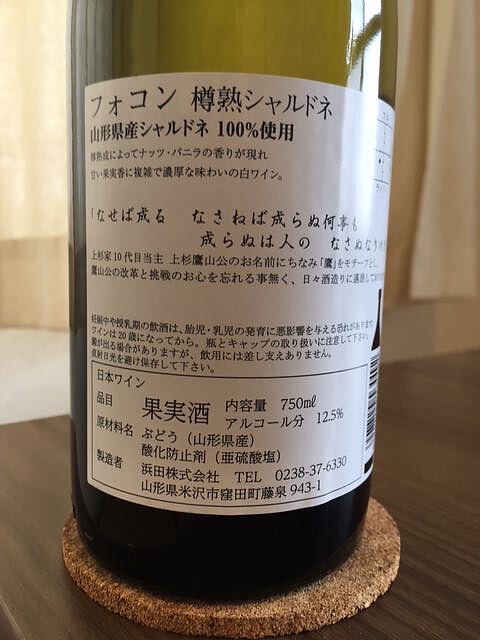 フォコン 樽熟シャルドネ
山形県産シャルドネ 100%使用
樽熟成によってナッツ・バニラの香りが現れ
甘い果実香に複雑で濃厚な味わいの白ワイン。
「なせば成る なさねば成らぬ何事も
成らぬは人の なさぬなり
上杉家10代目当主 上杉鷹山公のお名前にちなみ「鷹」をモチーフとし、
鷹山公の改革と挑戦のお心を忘れる事無く、日々酒造りに邁進して
妊娠中や授乳期の飲酒は、胎児・乳児の発育に悪影響を与える恐れがあります。
ワインは20歳になってから。瓶とキャップの取り扱いに注意して下さい。
澱が出る場合がありますが、飲用には差し支えありません。
直射日光を避け保存して下さい。
日本ワイン
品目 果実酒 内容量 750mℓ
アルコール分 12.5%
原材料名 ぶどう（山形県産）
酸化防止剤（亜硫酸塩）
製造者 浜田株式会社 TEL 0238-37-6330
山形県米沢市窪田町藤泉943-1